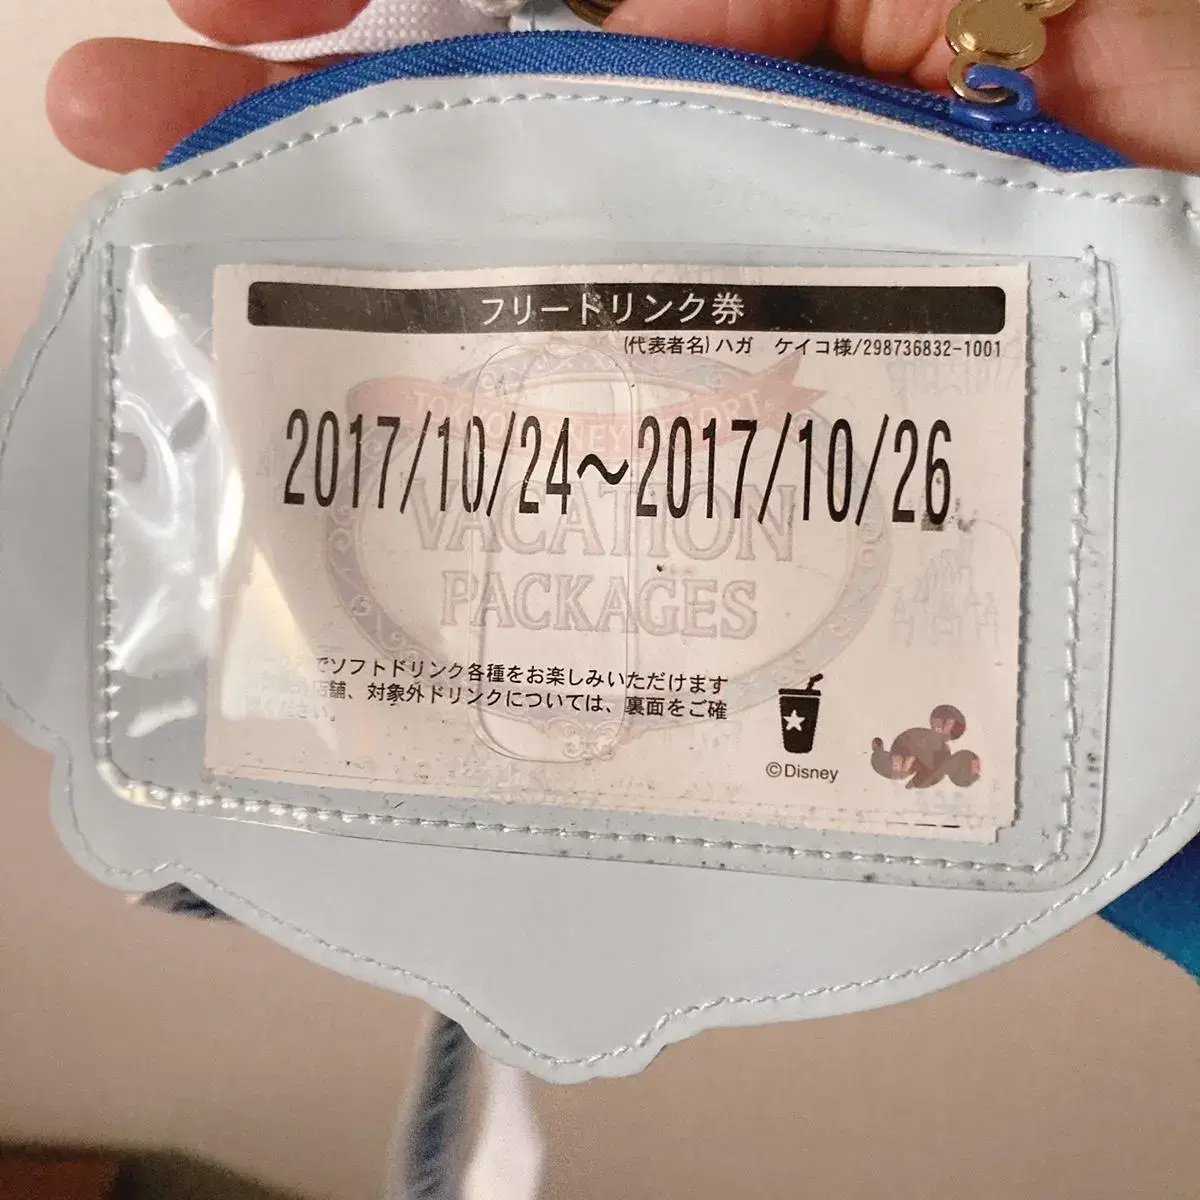 フリードリンク券
(代表者名) ハガ ケイコ様/298736832-1001
2017/10/24～2017/10/26
TOKYO DISNEY RESORT
VACATION
PACKAGES
でソフトドリンク各種をお楽しみいただけます
店舗、対象外ドリンクについては、裏面をご確
ください。
©Disney